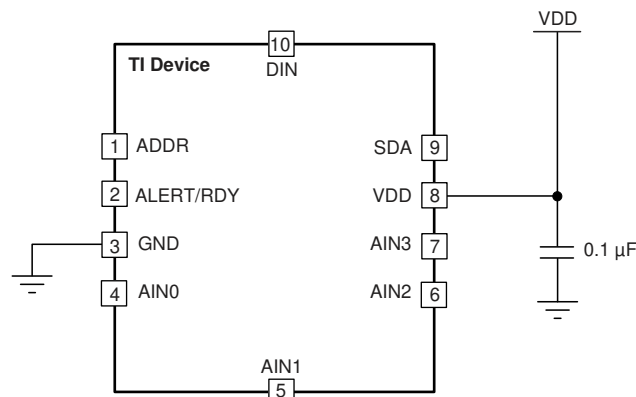 VDD
10
TI Device
DIN
1 ADDR
SDA 9
2 ALERT/RDY
VDD 8
3 GND
AIN3 7
0.1 µF
4 AIN0
AIN2 6
AIN1
5